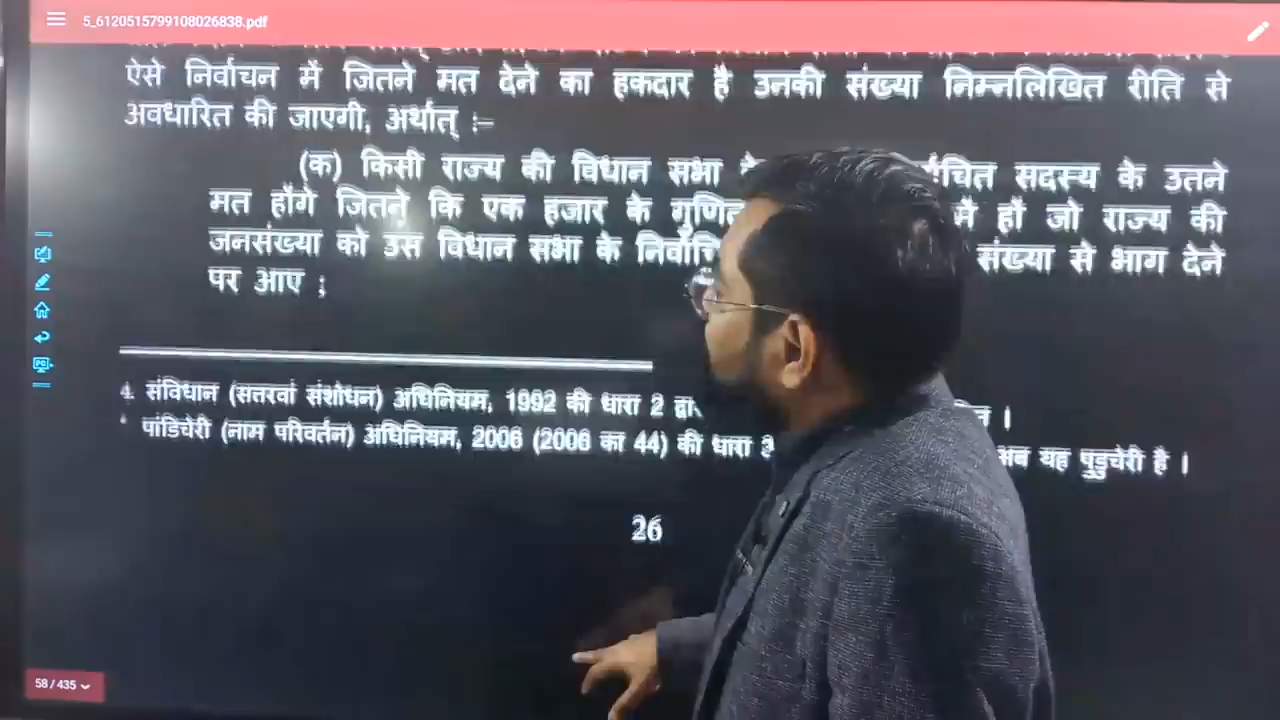 5_6120515799108026838.pdf
ऐसे निर्वाचन में जितने मत देने का हकदार है उनकी संख्या निम्नलिखित रीति से
अवधारित की जाएगी, अर्थात् :–
(क) किसी राज्य की विधान सभा सदस्य के उतने
मत होंगे जितने कि एक हजार के गुणित हों जो राज्य की
जनसंख्या को उस विधान सभा के संख्या से भाग देने
पर आए ;
4. संविधान (सत्तरवां संशोधन) अधिनियम, 1992 की धारा 2 ।
* पांडिचेरी (नाम परिवर्तन) अधिनियम, 2006 (2006 का 44) की धारा अब यह पुडुचेरी है ।
26
58 / 435